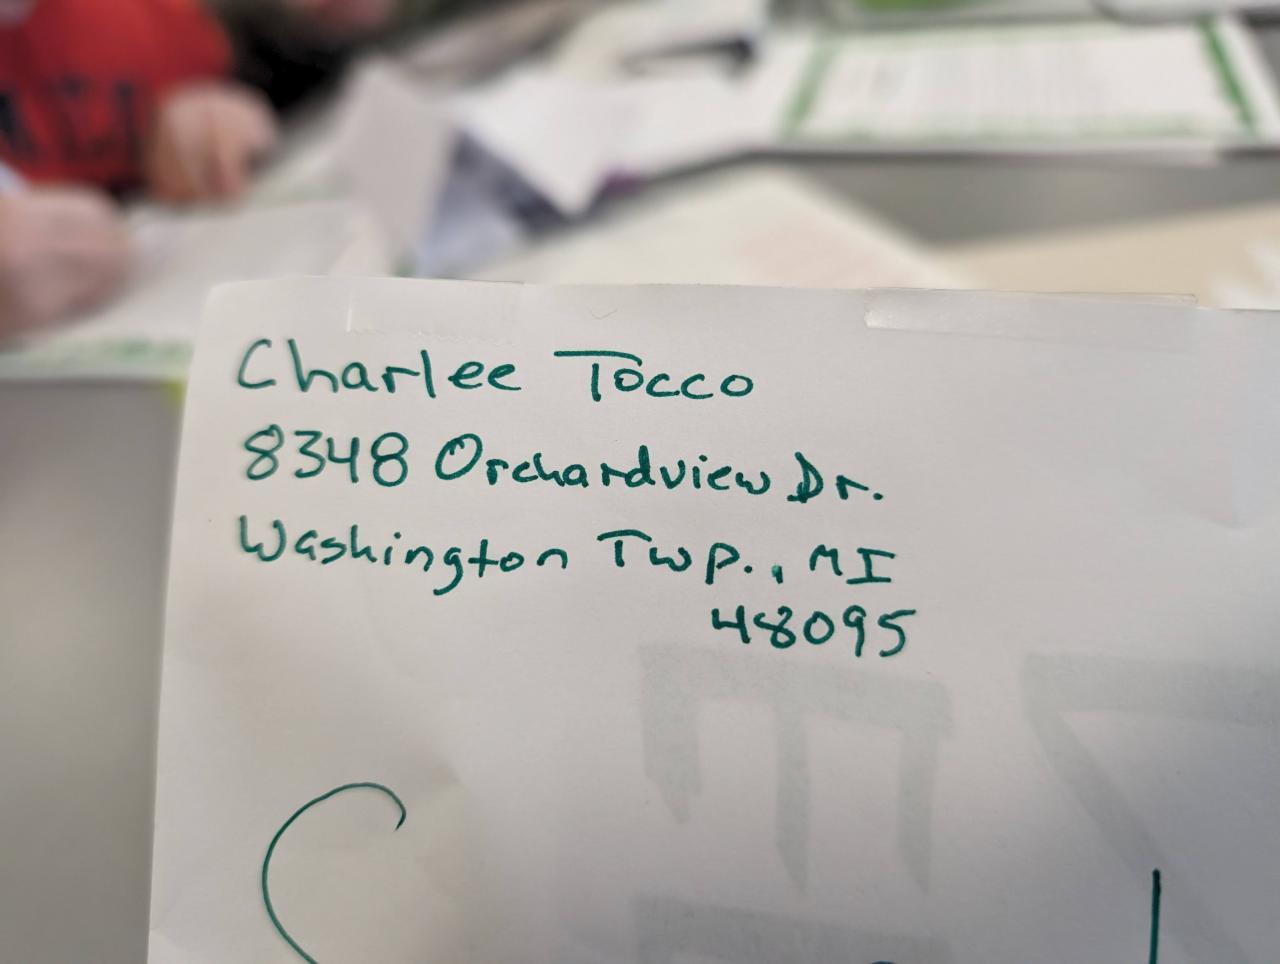 Charlee Tocco
8348 Orchardview Dr.
Washington Twp., MI
48095